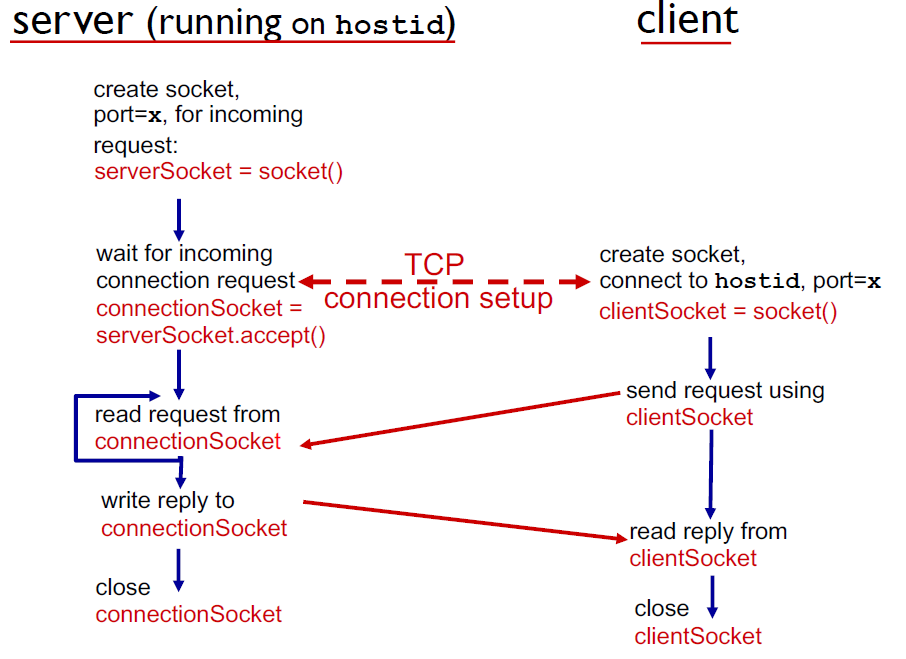 server (running on hostid)
client
create socket,
port=x, for incoming
request:
serverSocket = socket()
wait for incoming
connection request
connectionSocket =
serverSocket.accept()
TCP
connection setup
create socket,
connect to hostid, port=x
clientSocket = socket()
read request from
connectionSocket
send request using
clientSocket
write reply to
connectionSocket
read reply from
clientSocket
close
connectionSocket
close
clientSocket